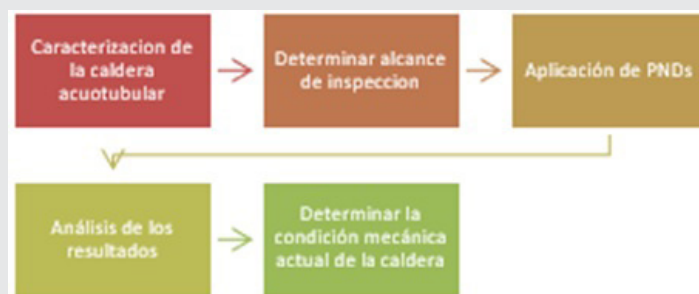 Caracterizacion de
la caldera
acuotubular
Determinar alcance
de inspeccion
Aplicación de PNDs
Análisis de los
resultados
Determinar la
condición mecánica
actual de la caldera